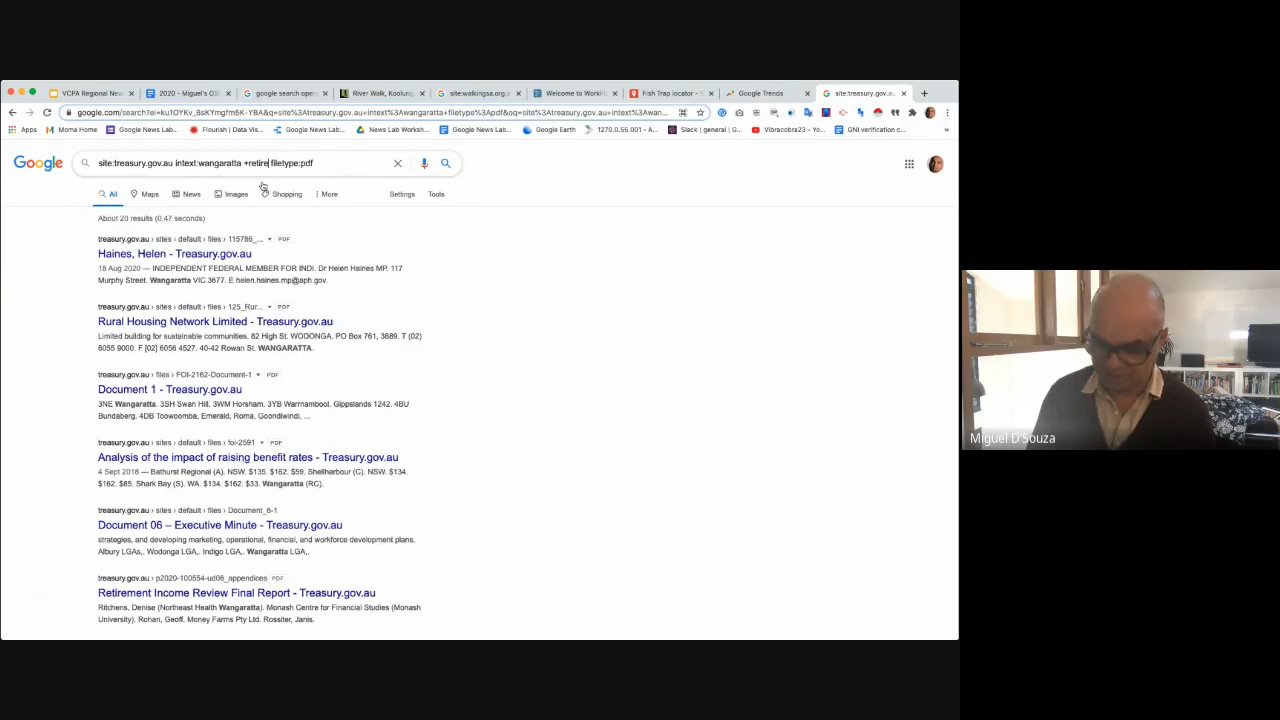 VCPA Regional New
2020 - Miguel's OS
google search oper
River Walk, Koolung
site:walkingsa.org.a
Welcome to WorkFl
Fish Trap locator - S
Google Trends
site:treasury.gov.au
google.com/search?ei=ku1OYKv_BsKYmgfm5K-YBA&q=site%3Atreasury.gov.au+intext%3Awangaratta+filetype%3Apdf&oq=site%3Atreasury.gov.au+intext%3Awan...
Apps
Moma Home
Google News Lab...
Flourish | Data Vis...
Google News Lab...
News Lab Worksh...
Google News Lab...
Google Earth
1270.0.55.001 - A...
Slack | general | G...
Vibracobra23 - Yo...
GNI verification c...
Google
site:treasury.gov.au intext:wangaratta +retire filetype:pdf
All
Maps
News
Images
Shopping
More
Settings
Tools
About 20 results (0.47 seconds)
treasury.gov.au › sites › default › files › 115786_... PDF
Haines, Helen - Treasury.gov.au
18 Aug 2020 — INDEPENDENT FEDERAL MEMBER FOR INDI. Dr Helen Haines MP. 117
Murphy Street. Wangaratta VIC 3677. E helen.haines.mp@aph.gov.
treasury.gov.au › sites › default › files › 125_Rur... PDF
Rural Housing Network Limited - Treasury.gov.au
Limited building for sustainable communities. 82 High St. WODONGA. PO Box 761, 3689. T (02)
6055 9000. F [02] 6056 4527. 40-42 Rowan St. WANGARATTA.
treasury.gov.au › files › FOI-2162-Document-1 PDF
Document 1 - Treasury.gov.au
3NE Wangaratta. 3SH Swan Hill. 3WM Horsham. 3YB Warrnambool. Gippslands 1242. 4BU
Bundaberg. 4DB Toowoomba, Emerald, Roma. Goondiwindi, ...
treasury.gov.au › sites › default › files › foi-2591 PDF
Analysis of the impact of raising benefit rates - Treasury.gov.au
4 Sept 2018 — Bathurst Regional (A). NSW. $135. $162. $59. Shellharbour (C). NSW. $134.
$162. $85. Shark Bay (S). WA. $134. $162. $33. Wangaratta (RC).
treasury.gov.au › sites › default › files › Document_6-1
Document 06 – Executive Minute - Treasury.gov.au
strategies, and developing marketing, operational, financial, and workforce development plans.
Albury LGAs,. Wodonga LGA,. Indigo LGA,. Wangaratta LGA,.
treasury.gov.au › p2020-100554-ud06_appendices PDF
Retirement Income Review Final Report - Treasury.gov.au
Ritchens, Denise (Northeast Health Wangaratta). Monash Centre for Financial Studies (Monash
University). Rohan, Geoff. Money Farms Pty Ltd. Rossiter, Janis.
Miguel D'Souza